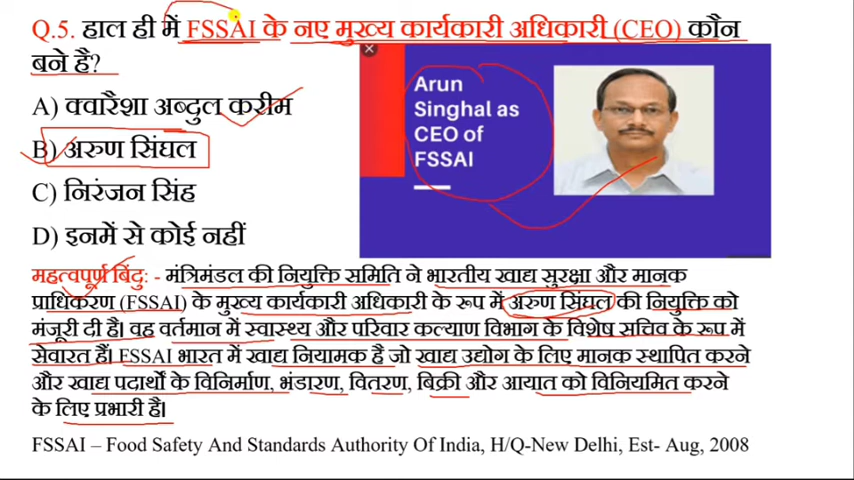 Q.5. हाल ही में FSSAI के नए मुख्य कार्यकारी अधिकारी (CEO) कौन
बने है?
A) क्वारैशा अब्दुल करीम
B) अरुण सिंघल
C) निरंजन सिंह
D) इनमें से कोई नहीं
Arun
Singhal as
CEO of
FSSAI
महत्वपूर्ण बिंदु: - मंत्रिमंडल की नियुक्ति समिति ने भारतीय खाद्य सुरक्षा और मानक
प्राधिकरण (FSSAI) के मुख्य कार्यकारी अधिकारी के रूप में अरुण सिंघल की नियुक्ति को
मंजूरी दी है। वह वर्तमान में स्वास्थ्य और परिवार कल्याण विभाग के विशेष सचिव के रूप में
सेवारत हैं। FSSAI भारत में खाद्य नियामक है जो खाद्य उद्योग के लिए मानक स्थापित करने
और खाद्य पदार्थों के विनिर्माण, भंडारण, वितरण, बिक्री और आयात को विनियमित करने
के लिए प्रभारी है।
FSSAI – Food Safety And Standards Authority Of India, H/Q-New Delhi, Est- Aug, 2008